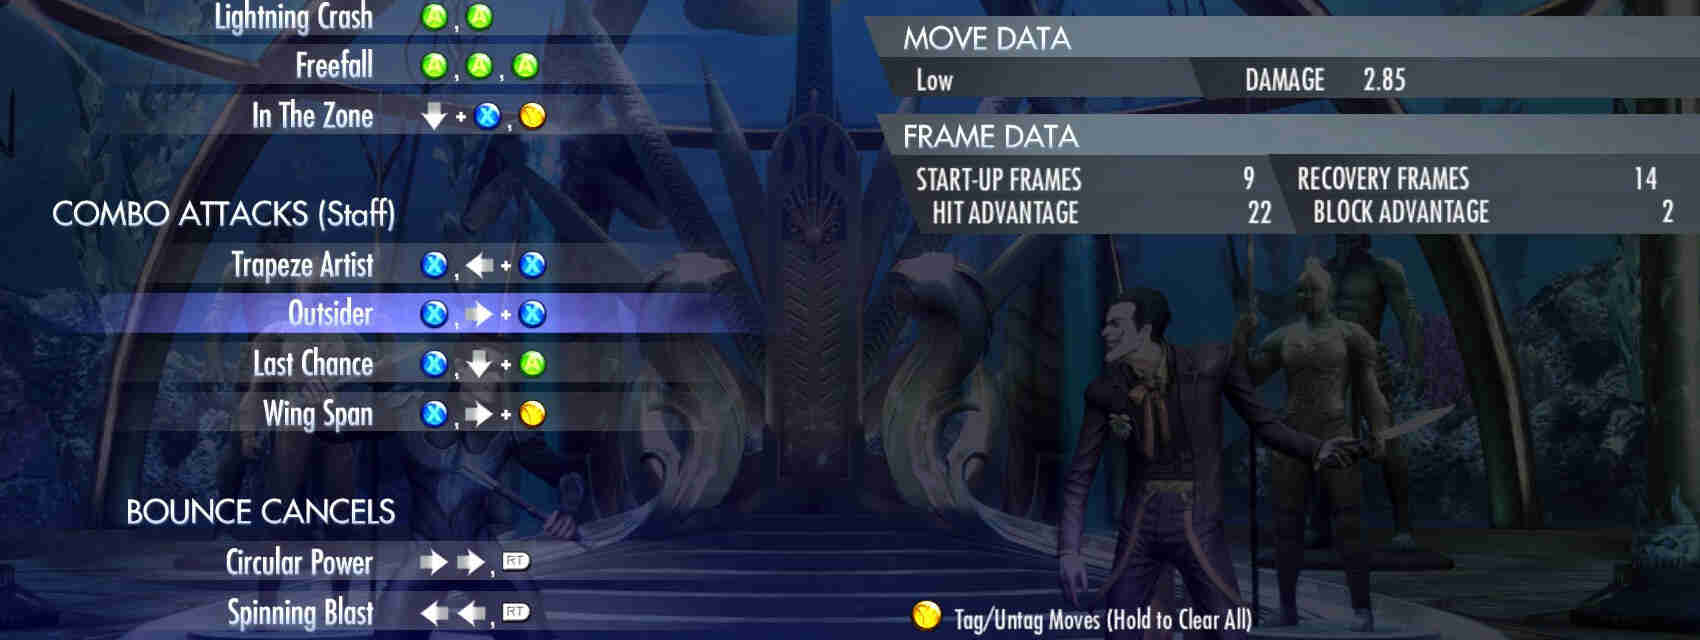 Lightning Crash A , A
Freefall A , A , A
In The Zone + X , Y
COMBO ATTACKS (Staff)
Trapeze Artist X , + X
Outsider X , + X
Last Chance X , + A
Wing Span X , + Y
BOUNCE CANCELS
Circular Power , RT
Spinning Blast , RT
MOVE DATA
Low DAMAGE 2.85
FRAME DATA
START-UP FRAMES 9 RECOVERY FRAMES 14
HIT ADVANTAGE 22 BLOCK ADVANTAGE 2
Y Tag/Untag Moves (Hold to Clear All)